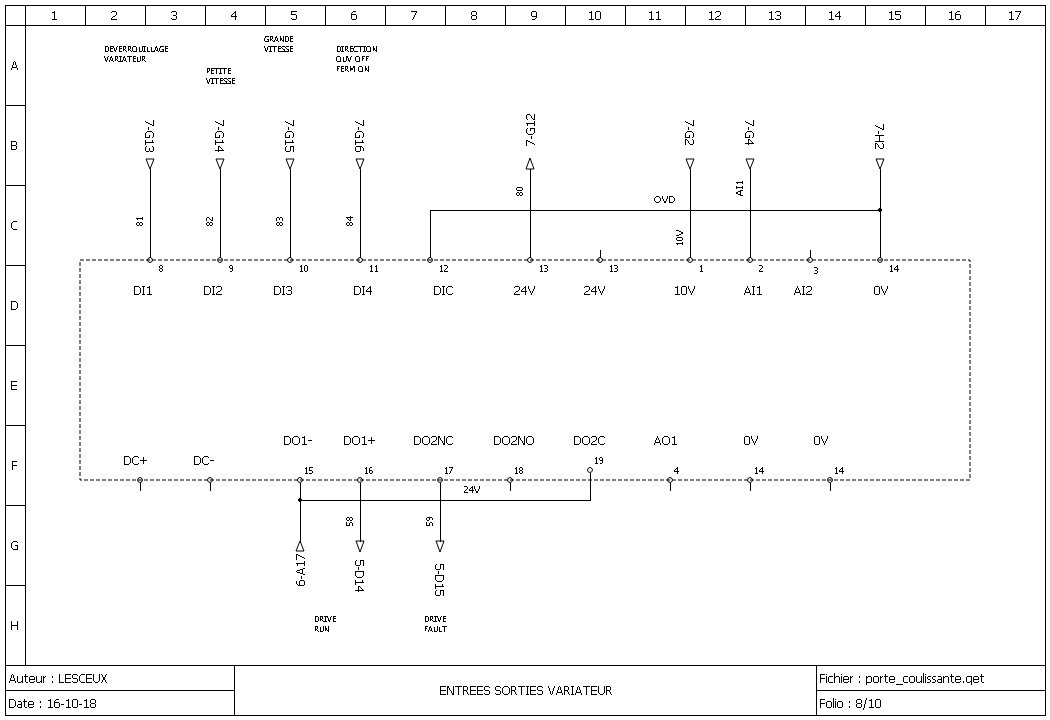 1 2 3 4 5 6 7 8 9 10 11 12 13 14 15 16 17
A
GRANDE
VITESSE
DEVERROUILLAGE
VARIATEUR
DIRECTION
OUV OFF
FERM ON
PETITE
VITESSE
B
7-G13 7-G14 7-G15 7-G16 7-G12 7-G2 7-G4 7-H2
C
81 82 83 84 80 OVD 10V AI1
8 9 10 11 12 13 13 1 2 3 14
D
DI1 DI2 DI3 DI4 DIC 24V 24V 10V AI1 AI2 0V
E
DO1- DO1+ DO2NC DO2NO DO2C AO1 0V 0V
F
DC+ DC-
15 16 17 18 19 4 14 14
24V
58 59
G
9-A17 5-D14 5-D15
H
DRIVE
RUN
DRIVE
FAULT
Auteur : LESCEUX
Date : 16-10-18
ENTREES SORTIES VARIATEUR
Fichier : porte_coulissante.qet
Folio : 8/10